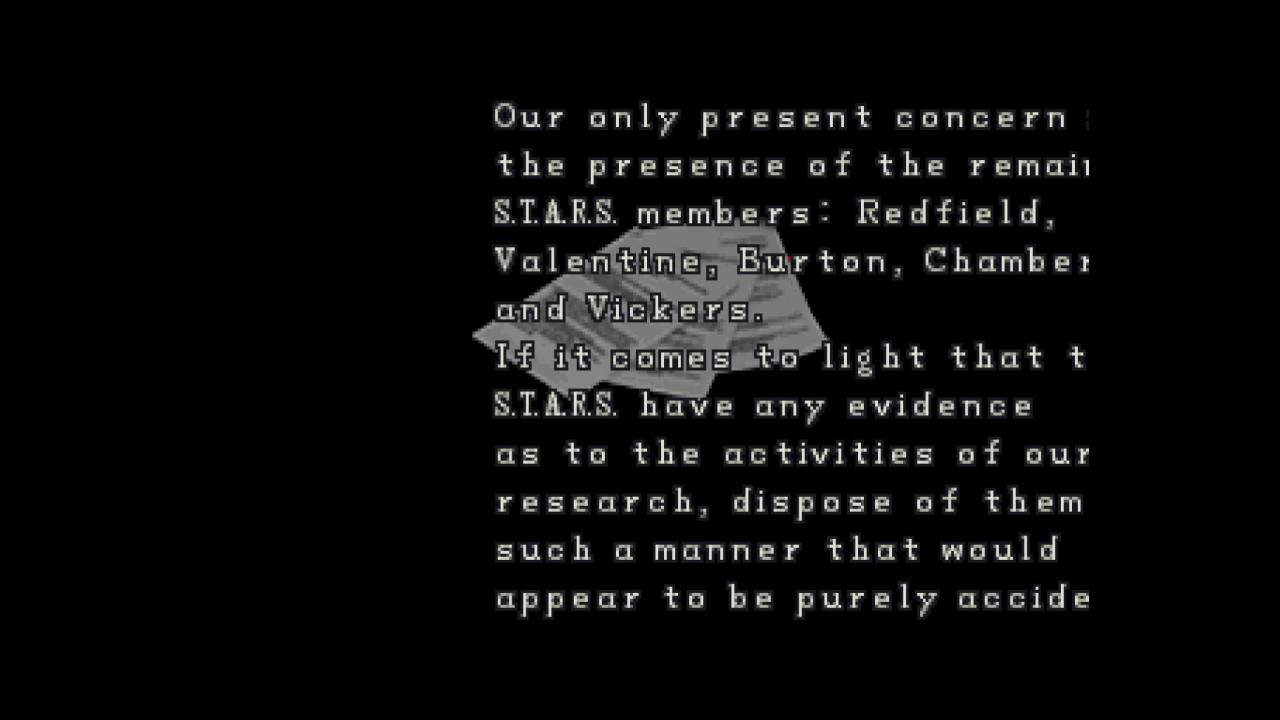 Our only present concern
the presence of the remain
S.T.A.R.S. members: Redfield,
Valentine, Burton, Chamber
and Vickers.
If it comes to light that t
S.T.A.R.S. have any evidence
as to the activities of our
research, dispose of them
such a manner that would
appear to be purely accide